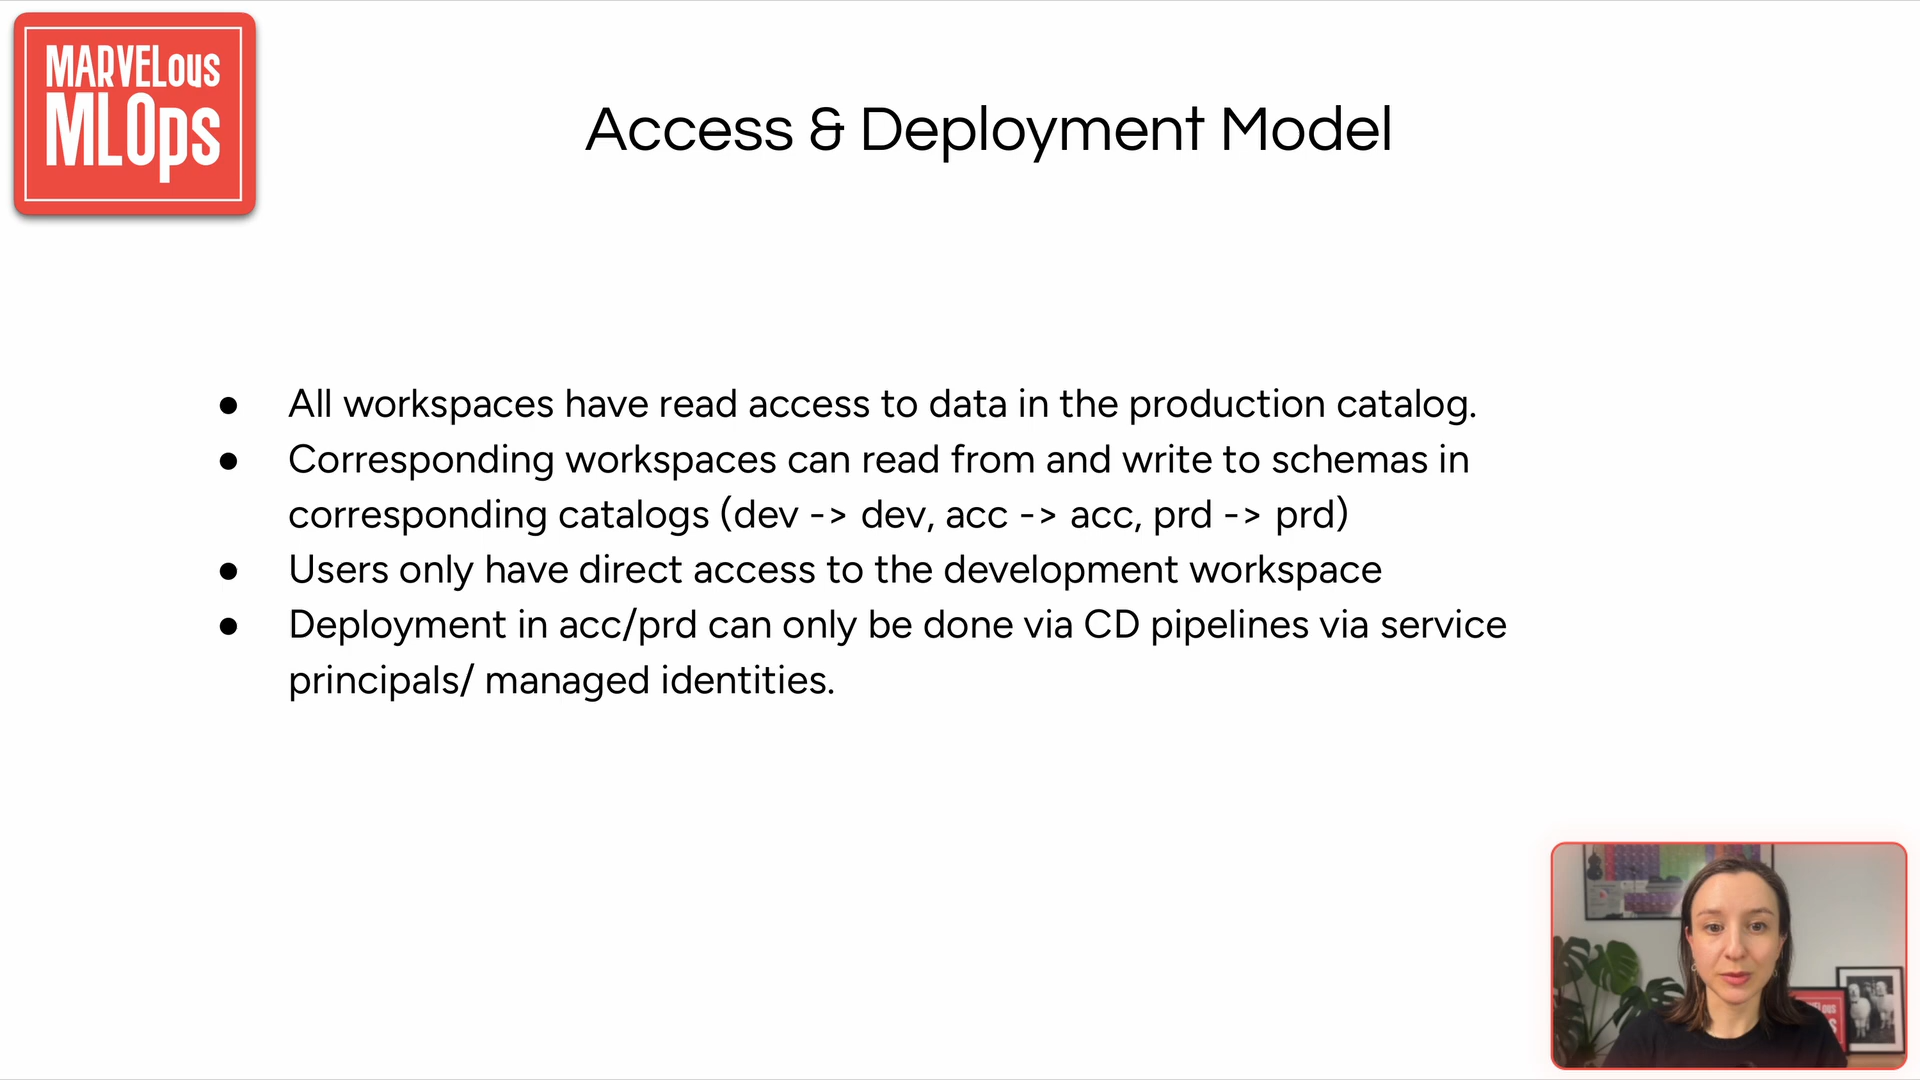 MARVELous
MLOps
Access & Deployment Model
● All workspaces have read access to data in the production catalog.
● Corresponding workspaces can read from and write to schemas in
corresponding catalogs (dev -> dev, acc -> acc, prd -> prd)
● Users only have direct access to the development workspace
● Deployment in acc/prd can only be done via CD pipelines via service
principals/ managed identities.